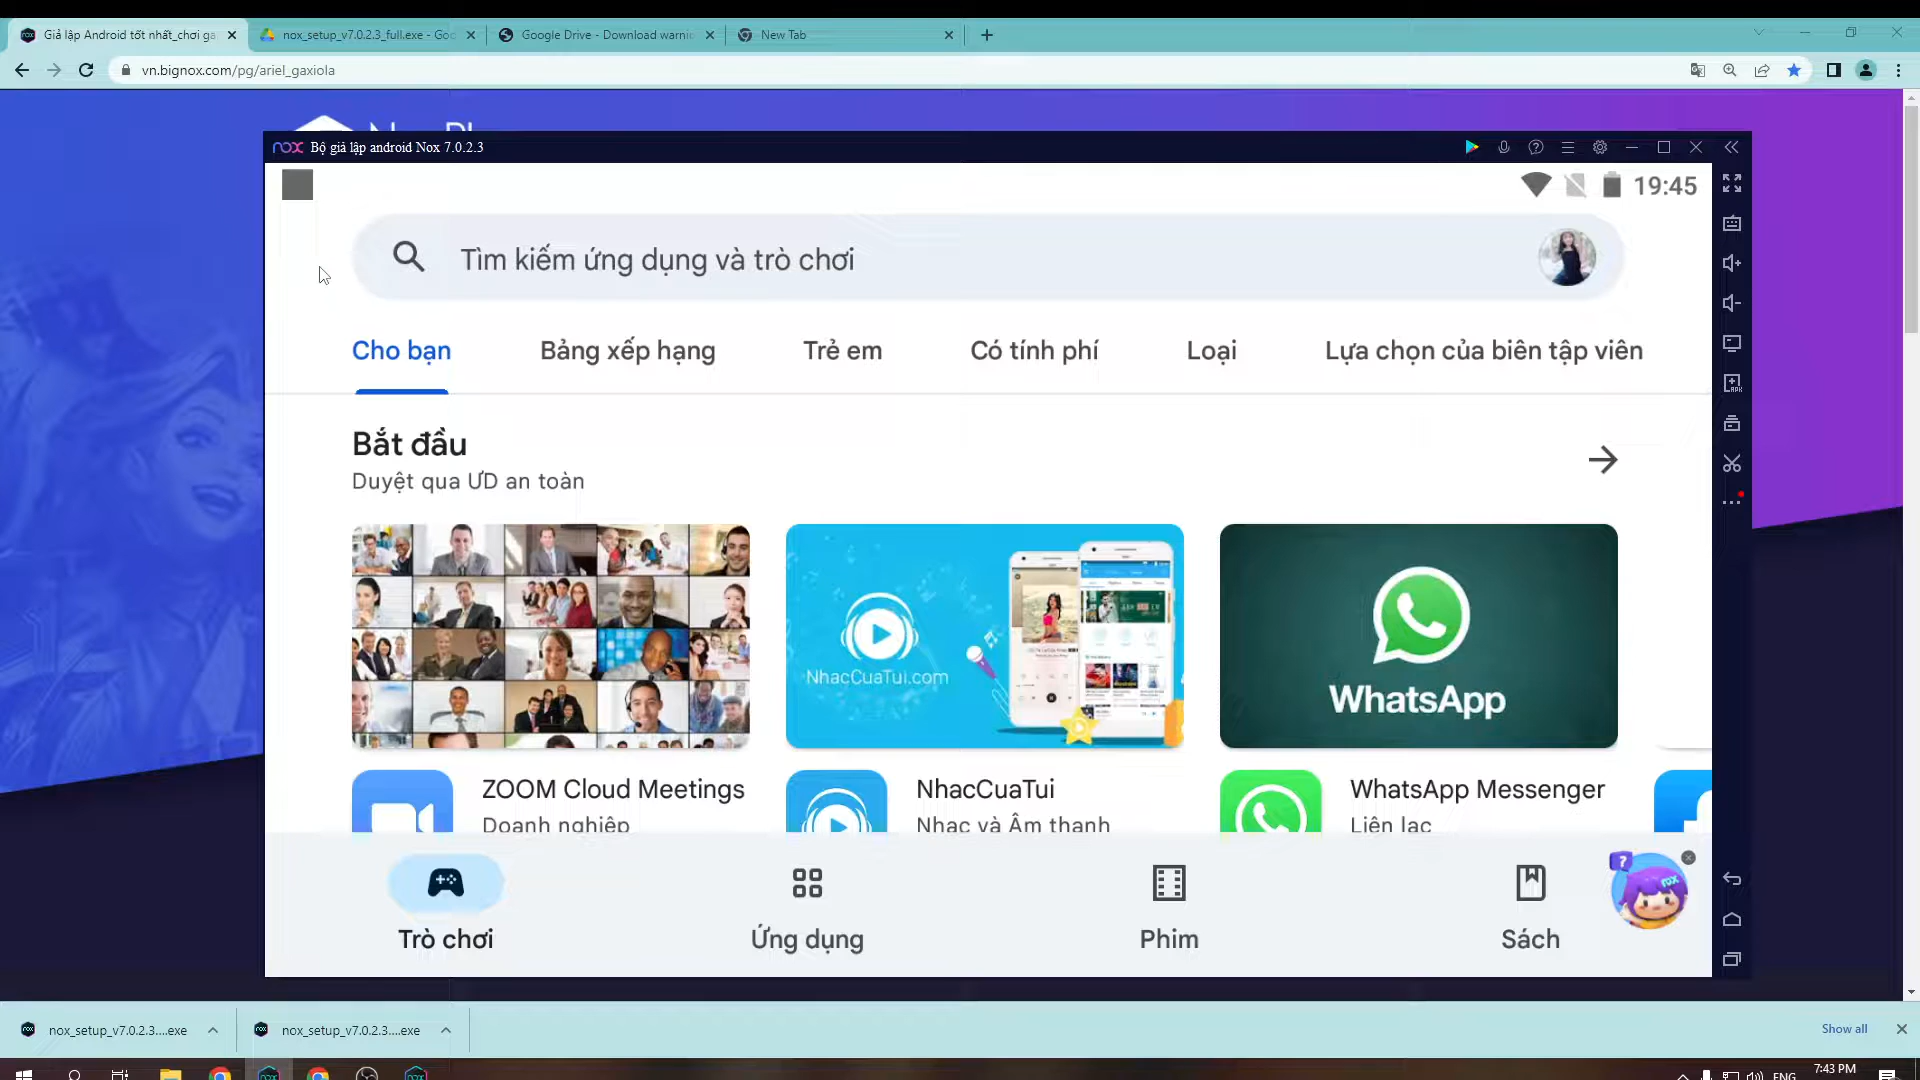 Giả lập Android tốt nhất_chơi ga
nox_setup_v7.0.2.3_full.exe - Goo
Google Drive - Download warnin
New Tab
vn.bignox.com/pg/ariel_gaxiola
nox Bộ giả lập android Nox 7.0.2.3
19:45
Tìm kiếm ứng dụng và trò chơi
Cho bạn
Bảng xếp hạng
Trẻ em
Có tính phí
Loại
Lựa chọn của biên tập viên
Bắt đầu
Duyệt qua ƯD an toàn
NhacCuaTui.com
WhatsApp
ZOOM Cloud Meetings
Doanh nghiệp
NhacCuaTui
Nhạc và Âm thanh
WhatsApp Messenger
Liên lạc
Trò chơi
Ứng dụng
Phim
Sách
nox_setup_v7.0.2.3....exe
nox_setup_v7.0.2.3....exe
Show all
ENG
7:43 PM